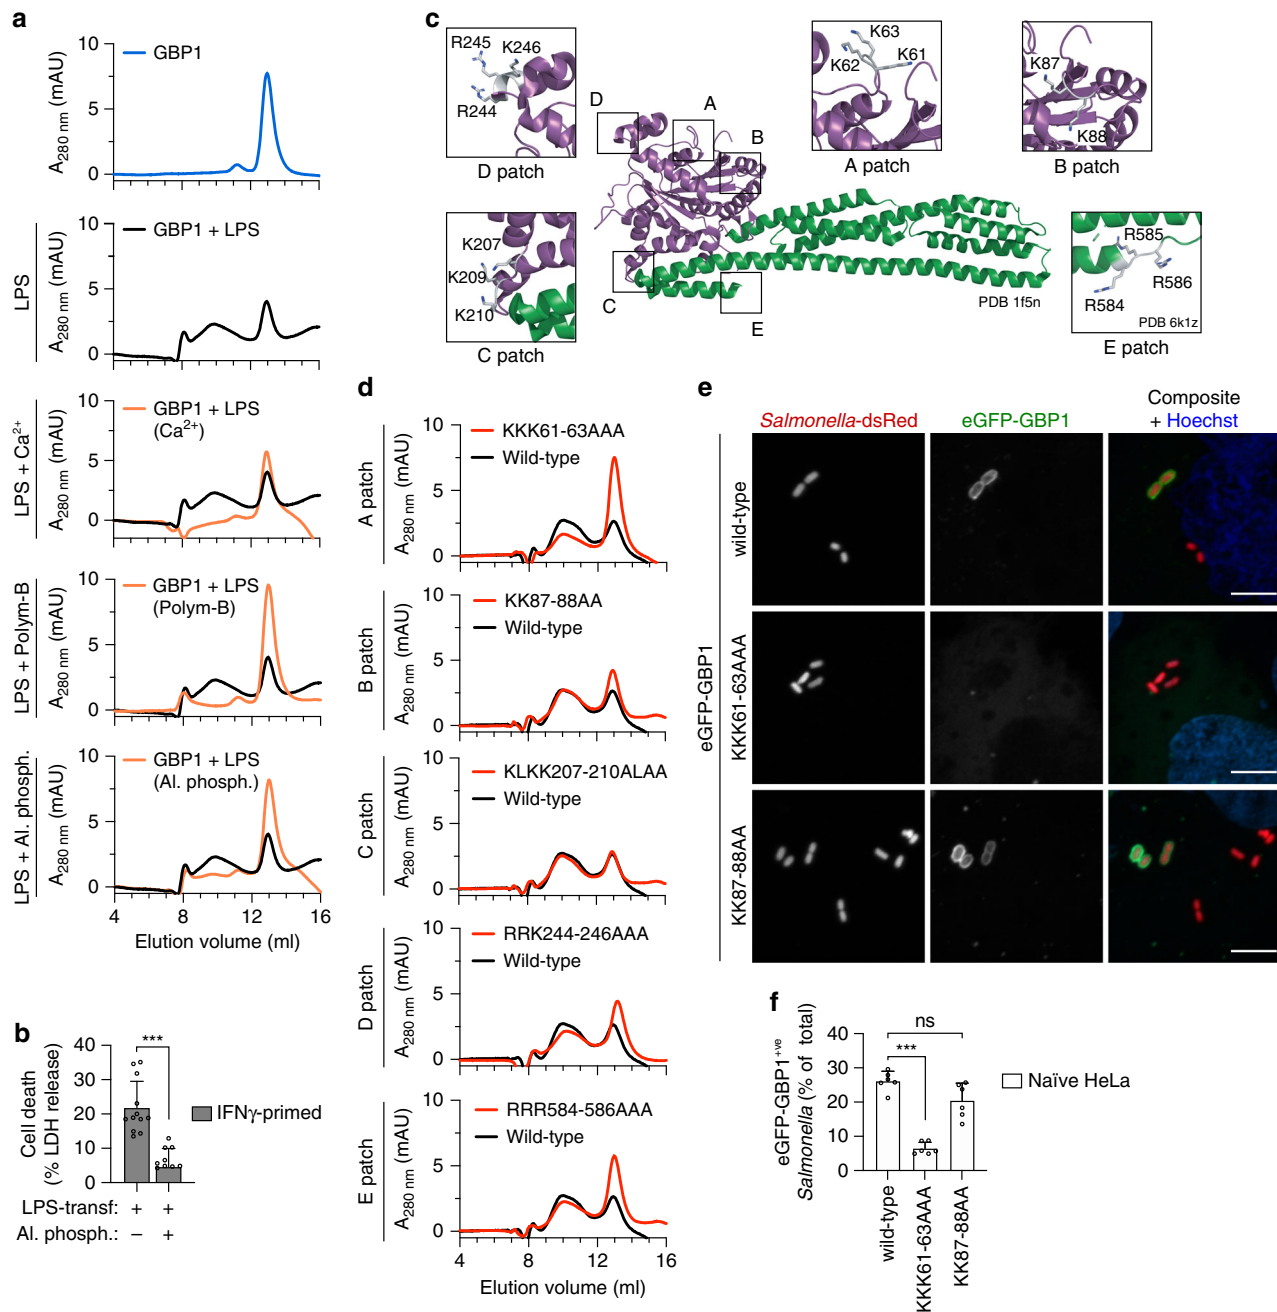 a
GBP1
A280 nm (mAU)
10
5
0
LPS
GBP1 + LPS
A280 nm (mAU)
10
5
0
LPS + Ca2+
GBP1 + LPS
(Ca2+)
A280 nm (mAU)
10
5
0
LPS + Polym-B
GBP1 + LPS
(Polym-B)
A280 nm (mAU)
10
5
0
LPS + Al. phosph.
GBP1 + LPS
(Al. phosph.)
A280 nm (mAU)
10
5
0
4 8 12 16
Elution volume (ml)
b
Cell death
(% LDH release)
40
30
20
10
0
***
IFNγ-primed
LPS-transf: + +
Al. phosph.: − +
c
R245 K246
R244
D patch
K63
K62 K61
A patch
K87
K88
B patch
K207
K209
K210
C patch
R585
R586
R584
PDB 6k1z
E patch
D
A
B
C
E
PDB 1f5n
d
A patch
KKK61-63AAA
Wild-type
A280 nm (mAU)
10
5
0
B patch
KK87-88AA
Wild-type
A280 nm (mAU)
10
5
0
C patch
KLKK207-210ALAA
Wild-type
A280 nm (mAU)
10
5
0
D patch
RRK244-246AAA
Wild-type
A280 nm (mAU)
10
5
0
E patch
RRR584-586AAA
Wild-type
A280 nm (mAU)
10
5
0
4 8 12 16
Elution volume (ml)
e
Salmonella-dsRed
eGFP-GBP1
Composite
+ Hoechst
eGFP-GBP1
wild-type
KKK61-63AAA
KK87-88AA
f
eGFP-GBP1+ve
Salmonella (% of total)
40
30
20
10
0
ns
***
Naïve HeLa
wild-type
KKK61-63AAA
KK87-88AA